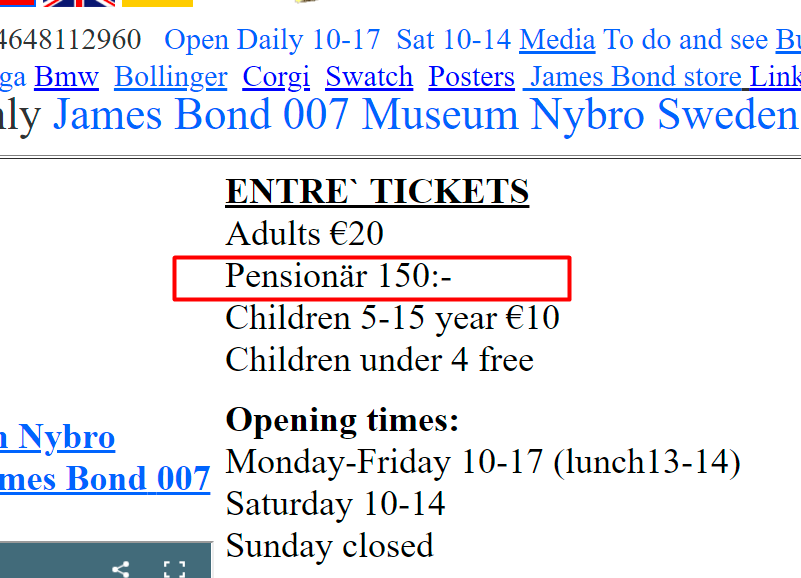 4648112960 Open Daily 10-17 Sat 10-14 Media To do and see
Bmw Bollinger Corgi Swatch Posters James Bond store Link
James Bond 007 Museum Nybro Sweden
ENTRE` TICKETS
Adults €20
Pensionär 150:-
Children 5-15 year €10
Children under 4 free
Opening times:
Monday-Friday 10-17 (lunch13-14)
Saturday 10-14
Sunday closed
Nybro
mes Bond 007